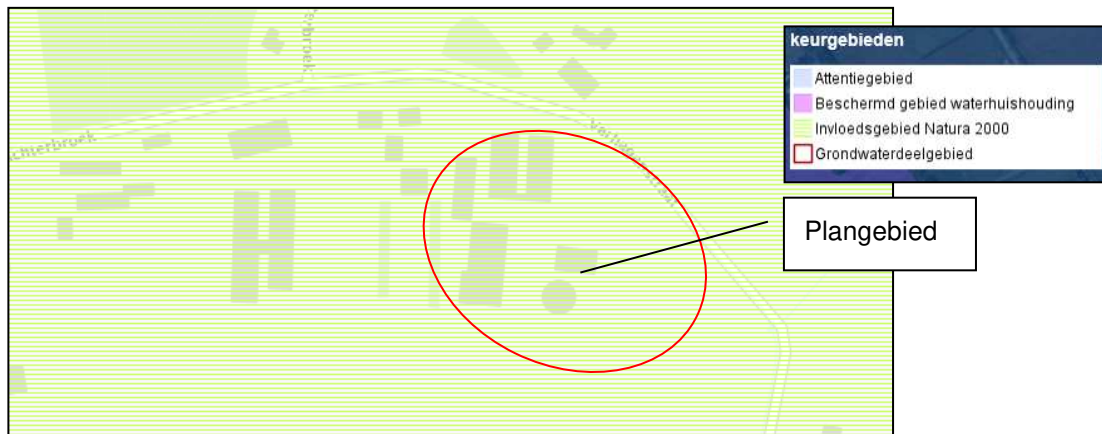 keurgebieden
Attentiegebied
Beschermd gebied waterhuishouding
Invloedsgebied Natura 2000
Grondwaterdeelgebied
Plangebied